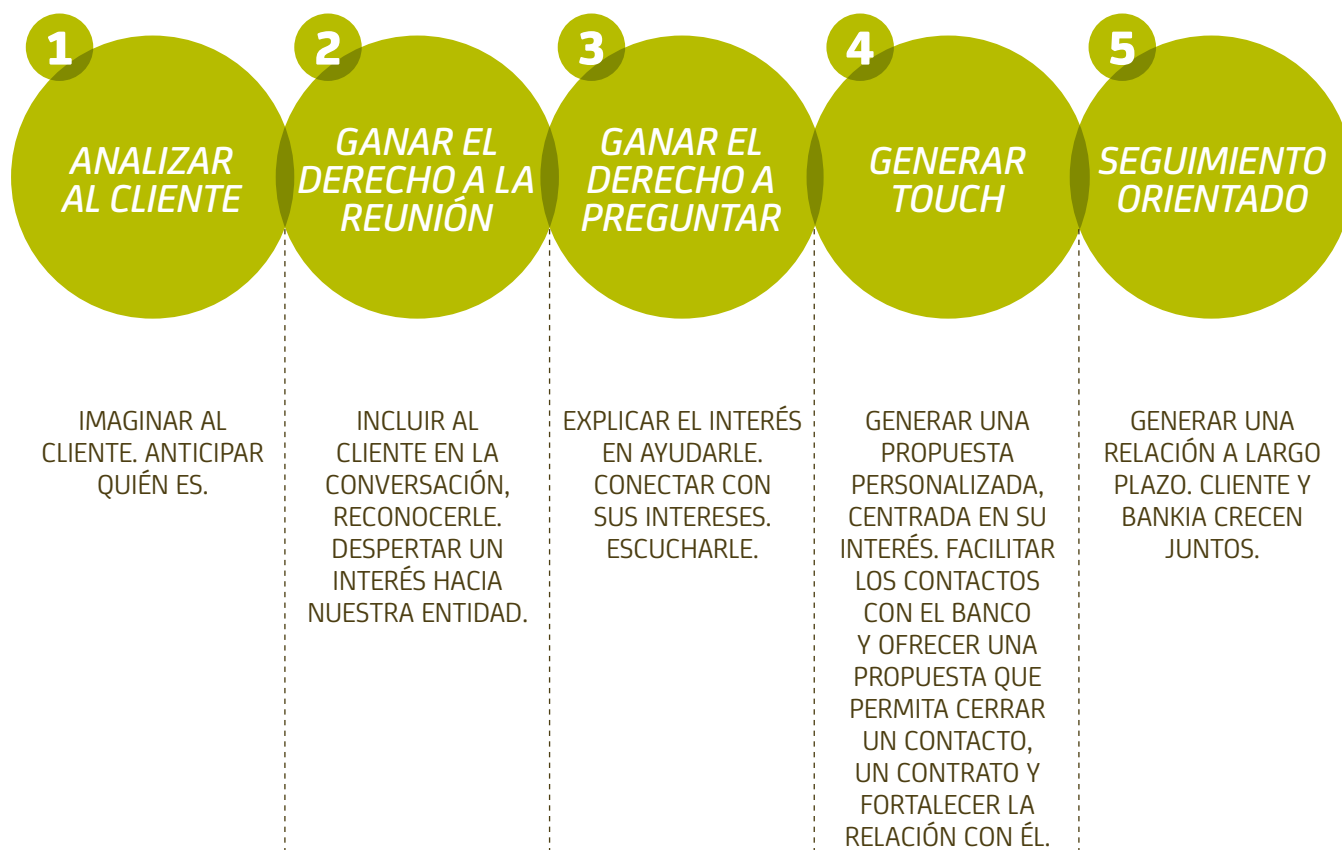 1
ANALIZAR
AL CLIENTE
IMAGINAR AL
CLIENTE. ANTICIPAR
QUIÉN ES.
2
GANAR EL
DERECHO A LA
REUNIÓN
INCLUIR AL
CLIENTE EN LA
CONVERSACIÓN,
RECONOCERLE.
DESPERTAR UN
INTERÉS HACIA
NUESTRA ENTIDAD.
3
GANAR EL
DERECHO A
PREGUNTAR
EXPLICAR EL INTERÉS
EN AYUDARLE.
CONECTAR CON
SUS INTERESES.
ESCUCHARLE.
4
GENERAR
TOUCH
GENERAR UNA
PROPUESTA
PERSONALIZADA,
CENTRADA EN SU
INTERÉS. FACILITAR
LOS CONTACTOS
CON EL BANCO
Y OFRECER UNA
PROPUESTA QUE
PERMITA CERRAR
UN CONTACTO,
UN CONTRATO Y
FORTALECER LA
RELACIÓN CON ÉL.
5
SEGUIMIENTO
ORIENTADO
GENERAR UNA
RELACIÓN A LARGO
PLAZO. CLIENTE Y
BANKIA CRECEN
JUNTOS.